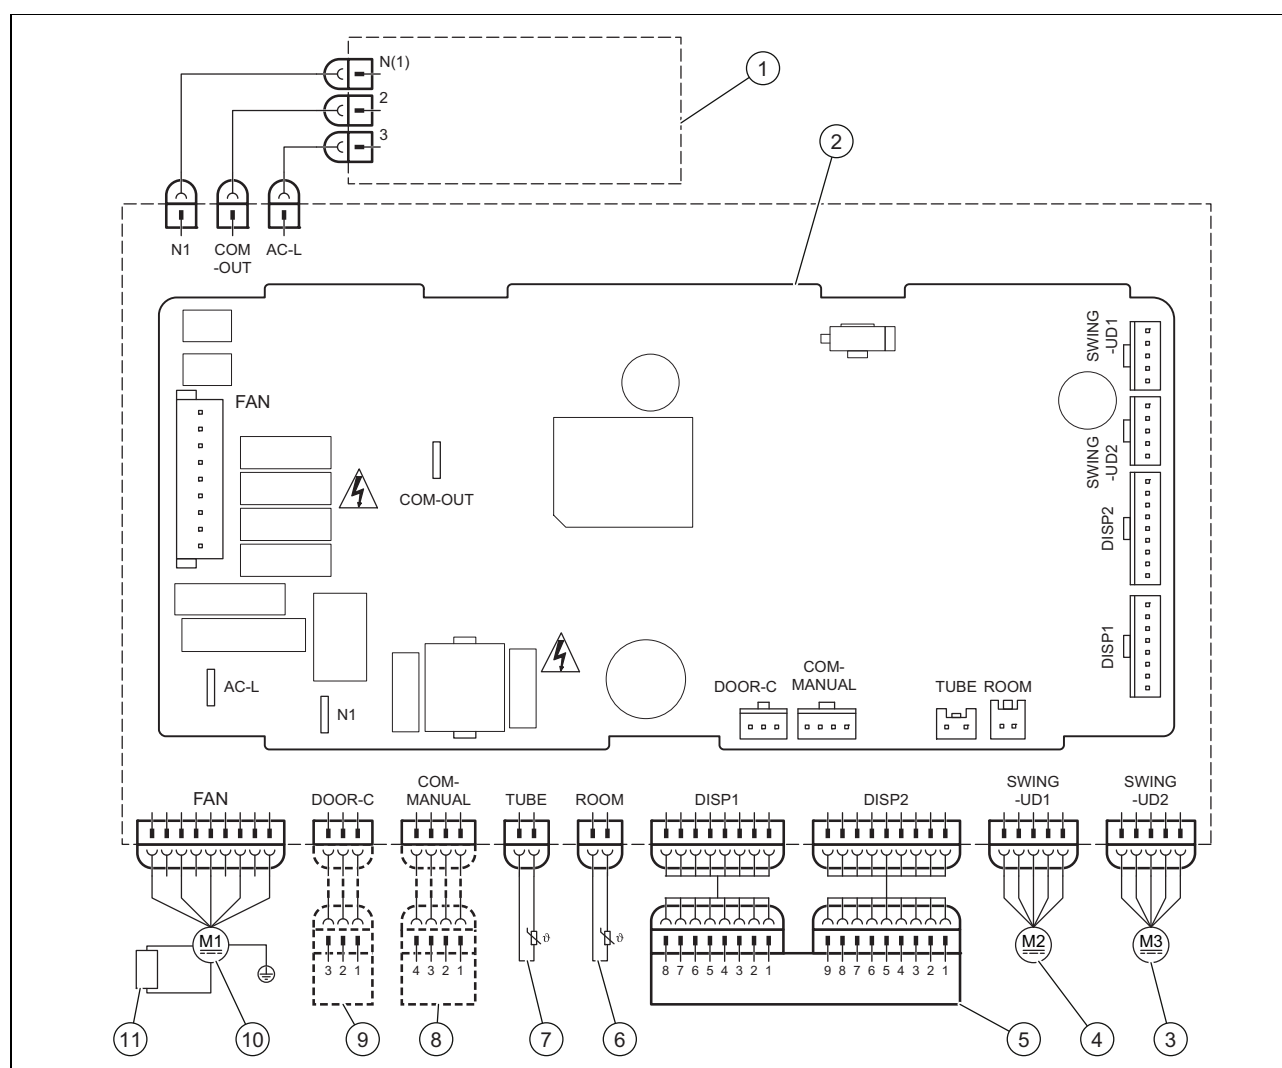 N(1)
1
2
3
2
N1
COM
-OUT
AC-L
SWING
-UD1
FAN
SWING
-UD2
COM-OUT
DISP2
DISP1
AC-L
N1
DOOR-C
COM-
MANUAL
TUBE
ROOM
FAN
DOOR-C
COM-
MANUAL
TUBE
ROOM
DISP1
DISP2
SWING
-UD1
SWING
-UD2
M1
3 2 1
4 3 2 1
ϑ
ϑ
8 7 6 5 4 3 2 1
9 8 7 6 5 4 3 2 1
M2
M3
11
10
9
8
7
6
5
4
3